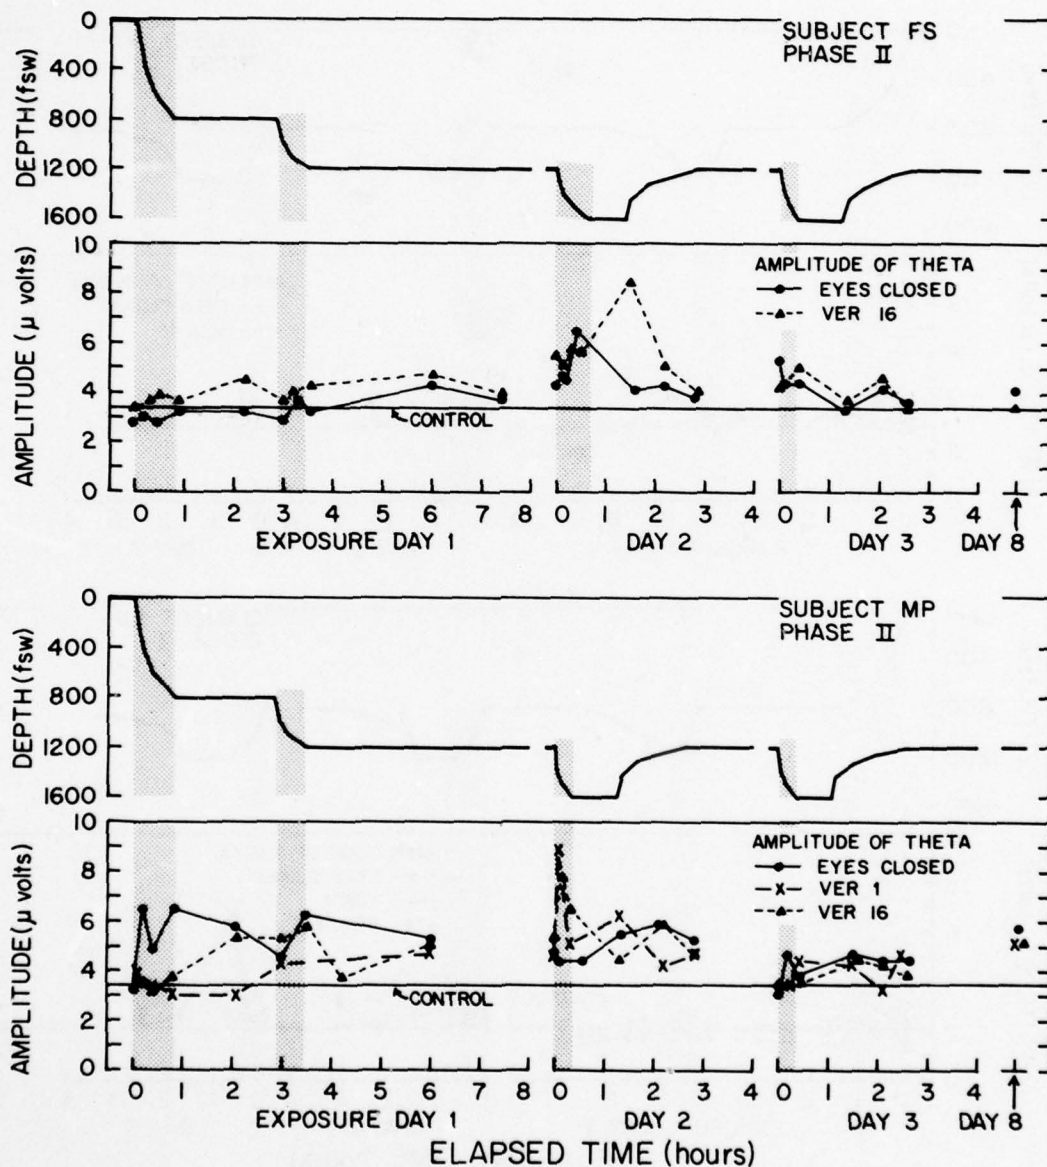 SUBJECT FS
PHASE II
DEPTH (fsw)
0
400
800
1200
1600
AMPLITUDE (μ volts)
10
8
6
4
2
0
AMPLITUDE OF THETA
EYES CLOSED
VER 16
CONTROL
0 1 2 3 4 5 6 7 8 0 2 4 0 1 2 3 4
EXPOSURE DAY 1 DAY 2 DAY 3 DAY 8
SUBJECT MP
PHASE II
DEPTH (fsw)
0
400
800
1200
1600
AMPLITUDE (μ volts)
10
8
6
4
2
0
AMPLITUDE OF THETA
EYES CLOSED
VER 1
VER 16
CONTROL
0 1 2 3 4 5 6 7 8 0 2 4 0 1 2 3 4
EXPOSURE DAY 1 DAY 2 DAY 3 DAY 8
ELAPSED TIME (hours)